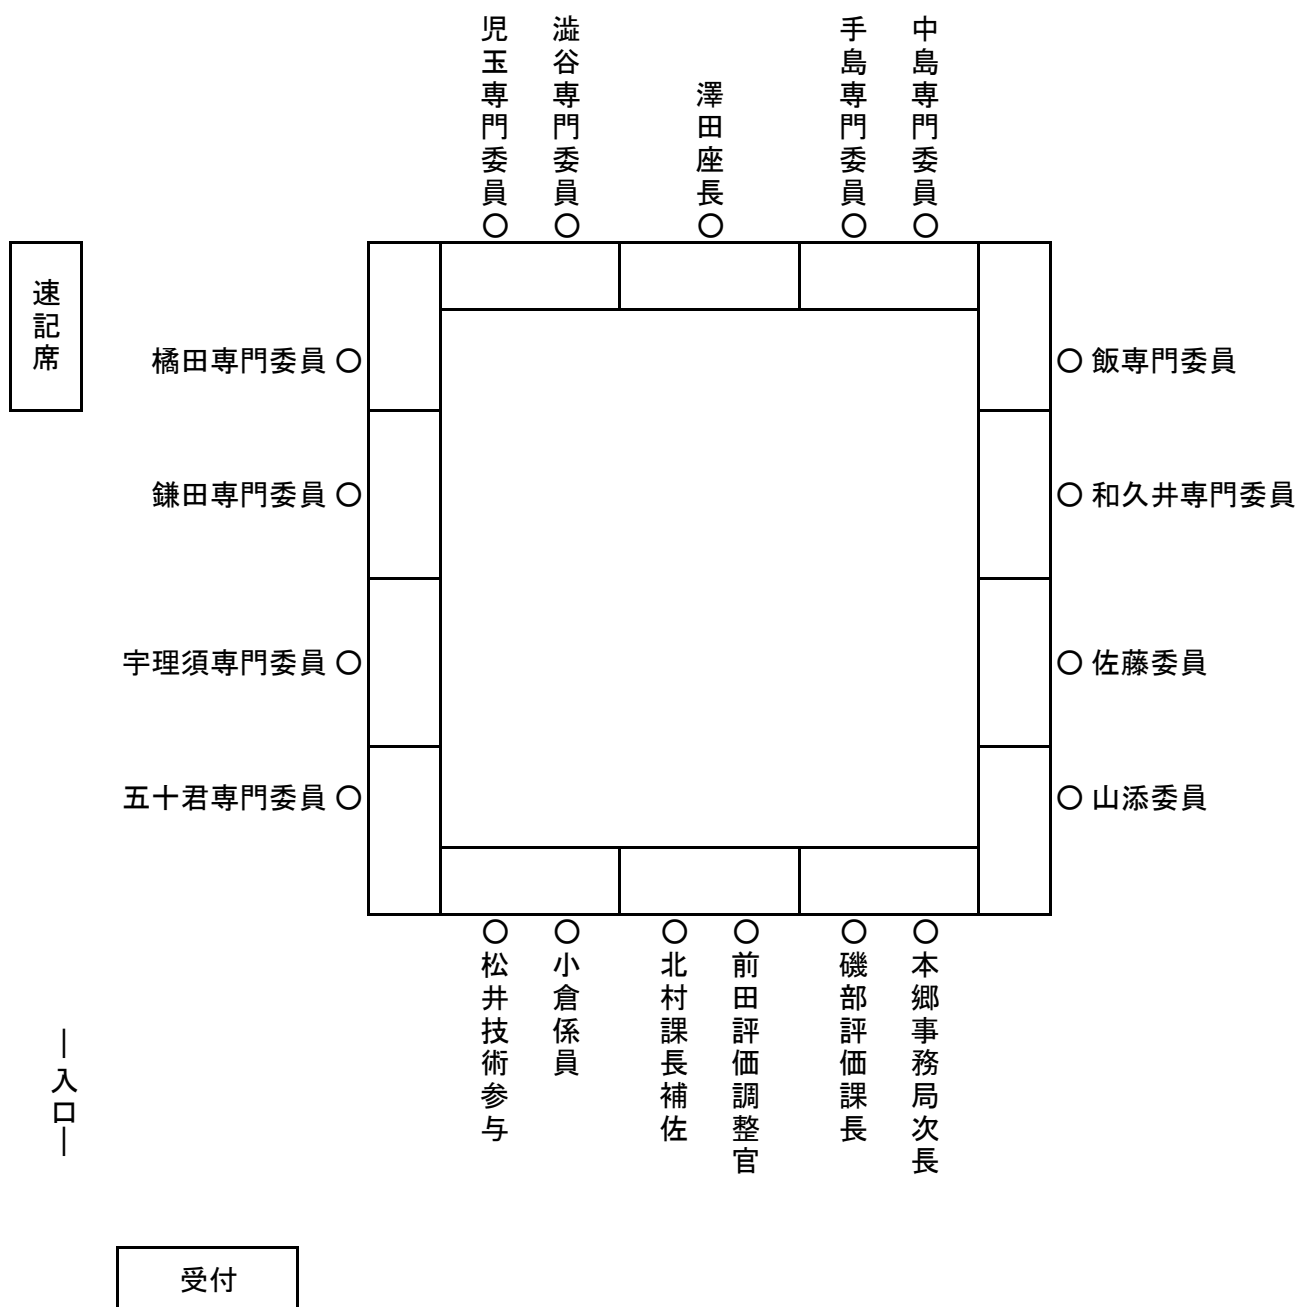 児玉専門委員
澁谷専門委員
澤田座長
手島専門委員
中島専門委員
速記席
橘田専門委員
飯専門委員
鎌田専門委員
和久井専門委員
宇理須専門委員
佐藤委員
五十君専門委員
山添委員
松井技術参与
小倉係員
北村課長補佐
前田評価調整官
磯部評価課長
本郷事務局次長
―入口―
受付